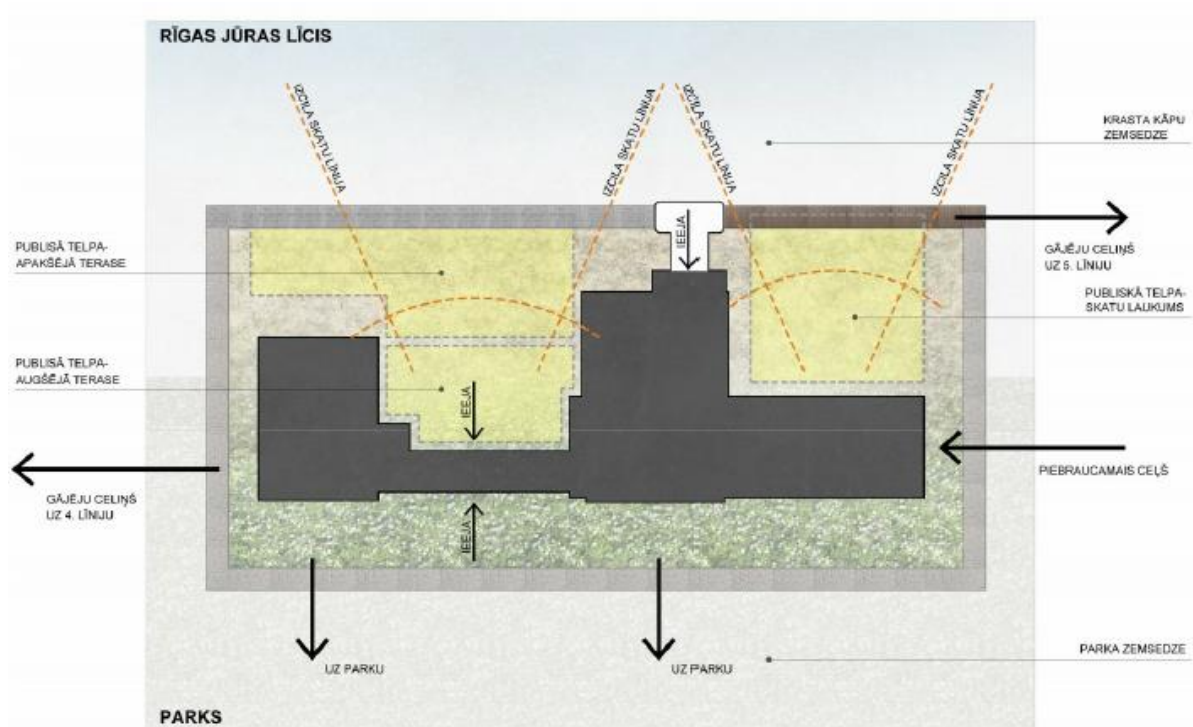 RĪGAS JŪRAS LĪCIS
IZCILA SKATU LĪNIJA
IZCILA SKATU LĪNIJA
IZCILA SKATU LĪNIJA
IZCILA SKATU LĪNIJA
KRASTA KĀPU
ZEMSEDZE
IEEJA
PUBLISĀ TELPA-
APAKŠĒJĀ TERASE
GĀJĒJU CELIŅŠ
UZ 5. LĪNIJU
PUBLISKĀ TELPA-
SKATU LAUKUMS
PUBLISĀ TELPA-
AUGŠĒJĀ TERASE
IEEJA
PIEBRAUCAMAIS CEĻŠ
GĀJĒJU CELIŅŠ
UZ 4. LĪNIJU
IEEJA
UZ PARKU
UZ PARKU
PARKA ZEMSEDZE
PARKS